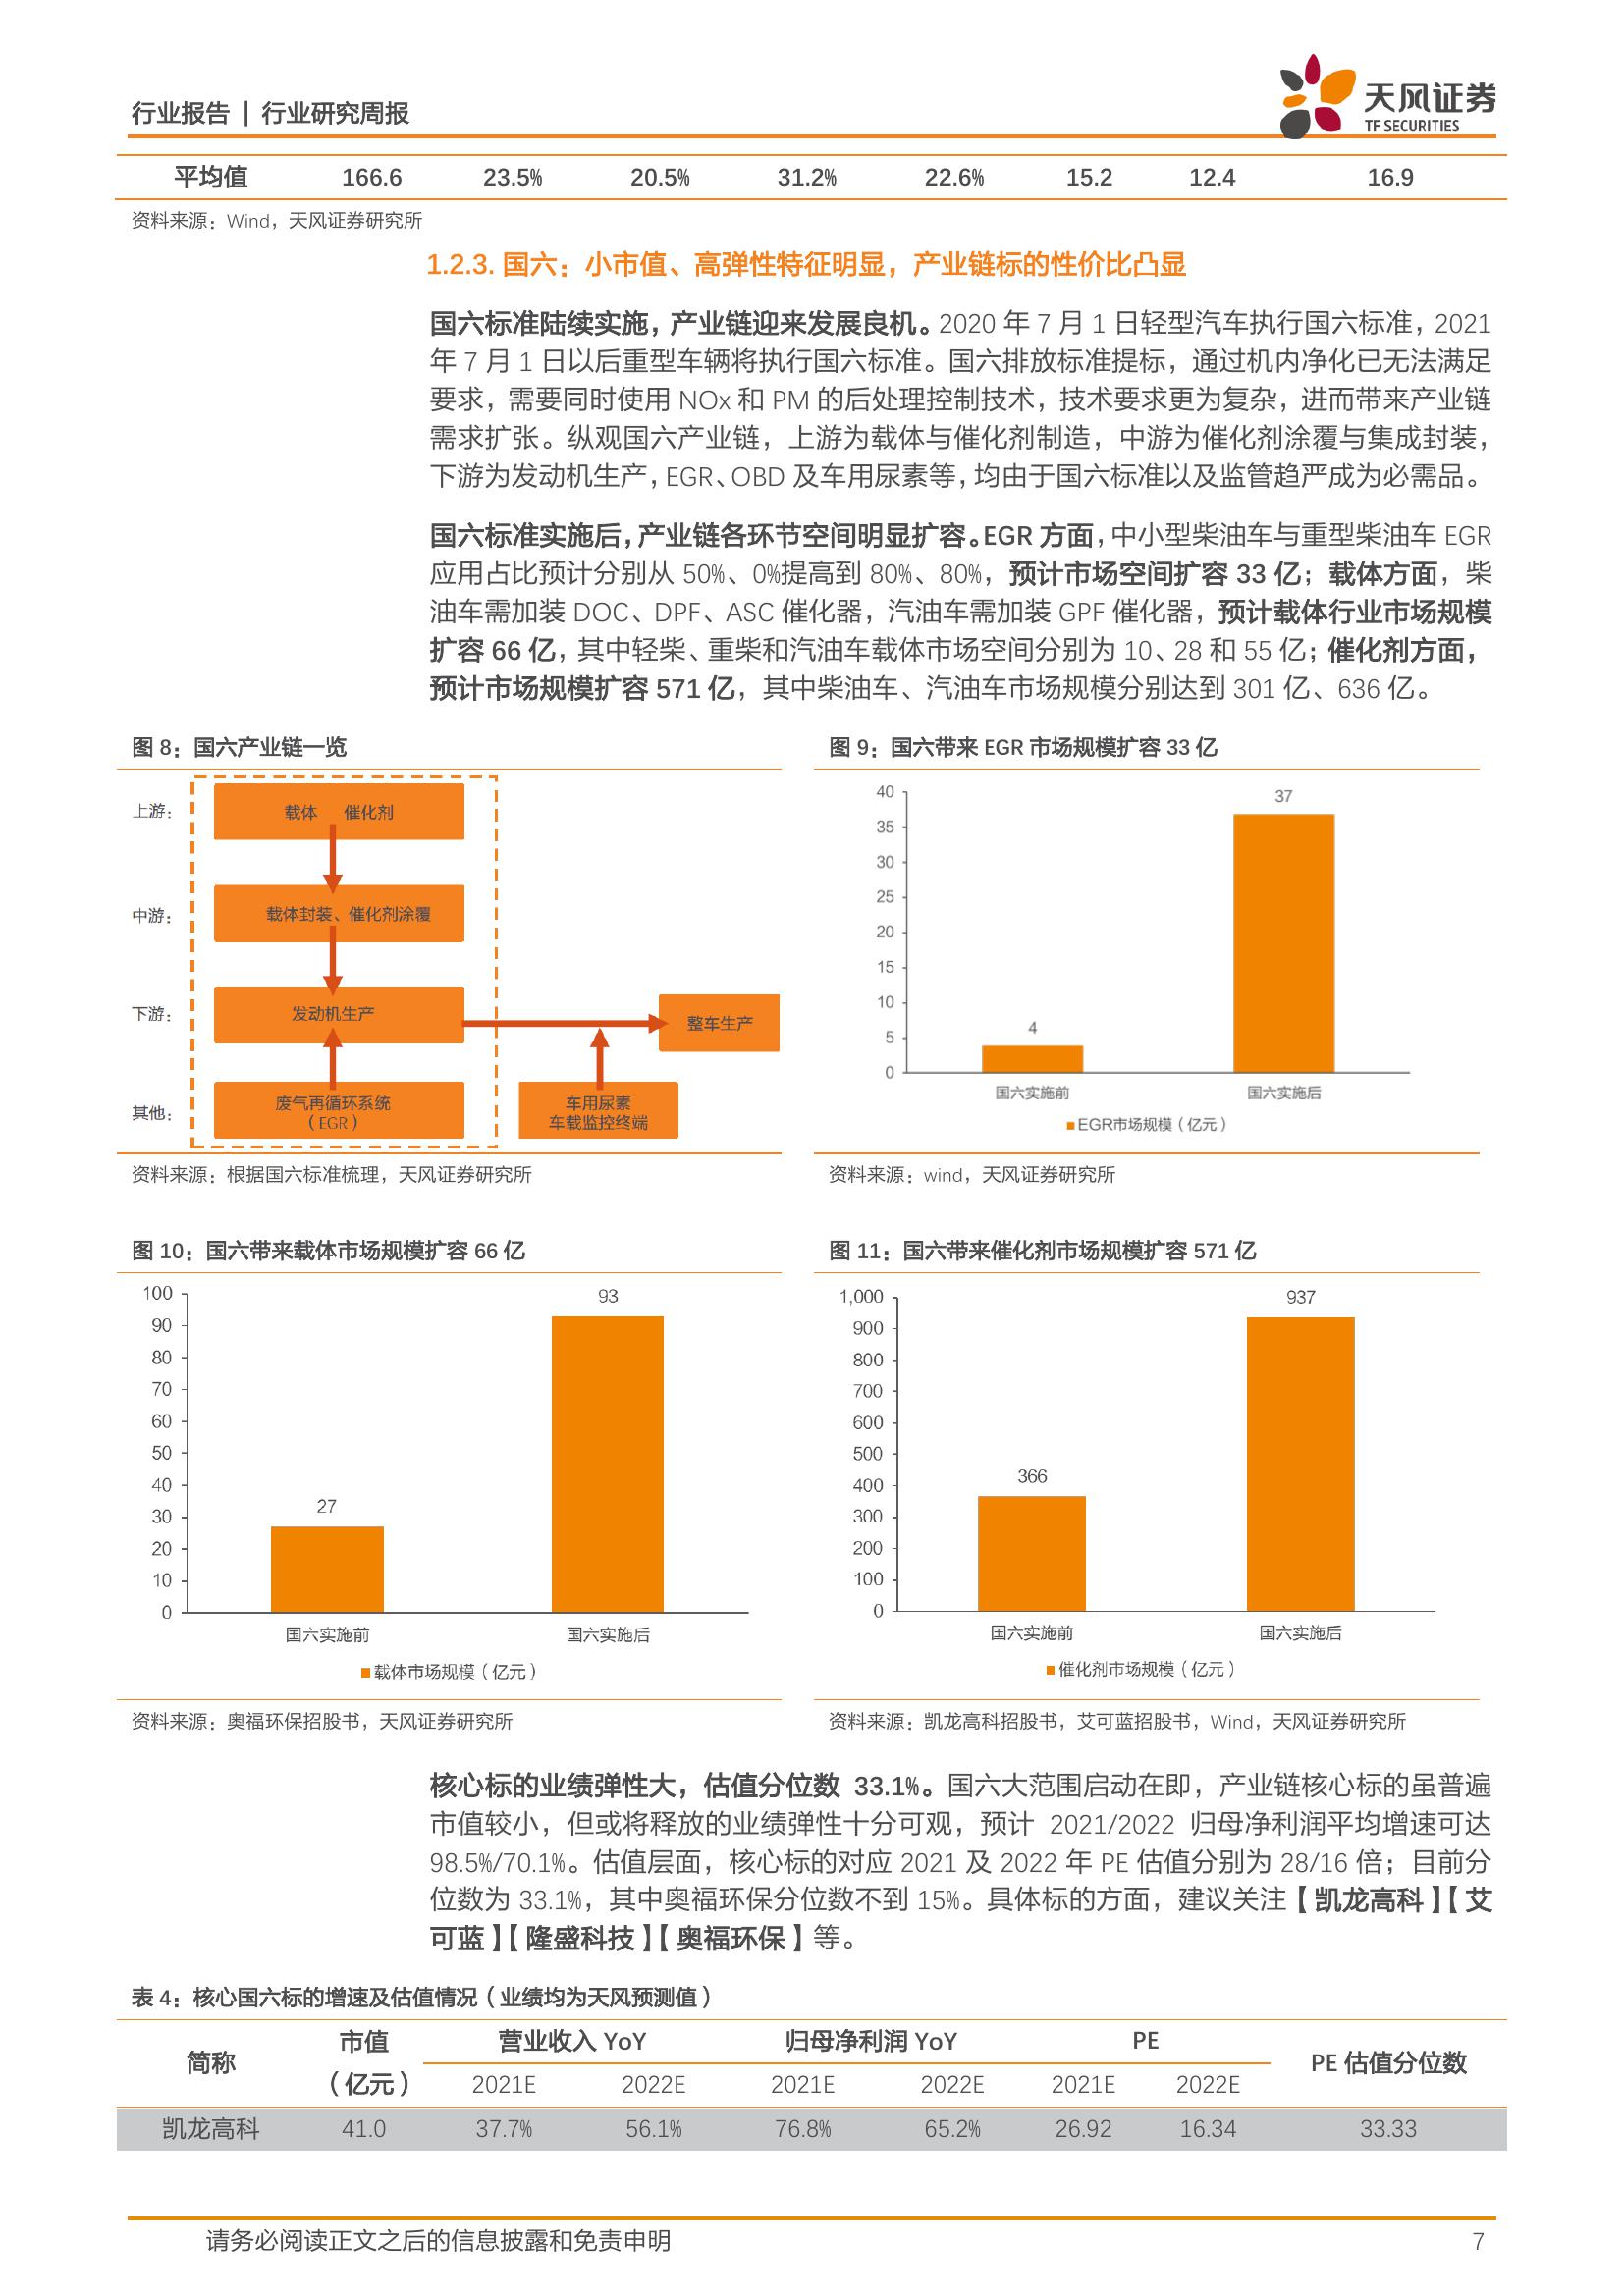 行业报告 | 行业研究周报
天风证券
TF SECURITIES
平均值 166.6 23.5% 20.5% 31.2% 22.6% 15.2 12.4 16.9
资料来源：Wind，天风证券研究所
1.2.3. 国六：小市值、高弹性特征明显，产业链标的性价比凸显
国六标准陆续实施，产业链迎来发展良机。2020 年 7 月 1 日轻型汽车执行国六标准，2021
年 7 月 1 日以后重型车辆将执行国六标准。国六排放标准提标，通过机内净化已无法满足
要求，需要同时使用 NOx 和 PM 的后处理控制技术，技术要求更为复杂，进而带来产业链
需求扩张。纵观国六产业链，上游为载体与催化剂制造，中游为催化剂涂覆与集成封装，
下游为发动机生产，EGR、OBD 及车用尿素等，均由于国六标准以及监管趋严成为必需品。
国六标准实施后，产业链各环节空间明显扩容。EGR 方面，中小型柴油车与重型柴油车 EGR
应用占比预计分别从 50%、0%提高到 80%、80%，预计市场空间扩容 33 亿；载体方面，柴
油车需加装 DOC、DPF、ASC 催化器，汽油车需加装 GPF 催化器，预计载体行业市场规模
扩容 66 亿，其中轻柴、重柴和汽油车载体市场空间分别为 10、28 和 55 亿；催化剂方面，
预计市场规模扩容 571 亿，其中柴油车、汽油车市场规模分别达到 301 亿、636 亿。
图 8：国六产业链一览
上游：
载体 催化剂
中游：
载体封装、催化剂涂覆
下游：
发动机生产
整车生产
其他：
废气再循环系统
（EGR）
车用尿素
车载监控终端
资料来源：根据国六标准梳理，天风证券研究所
图 9：国六带来 EGR 市场规模扩容 33 亿
40
35
30
25
20
15
10
5
0
4
37
国六实施前 国六实施后
EGR市场规模（亿元）
资料来源：wind，天风证券研究所
图 10：国六带来载体市场规模扩容 66 亿
100
90
80
70
60
50
40
30
20
10
0
27
93
国六实施前 国六实施后
载体市场规模（亿元）
资料来源：奥福环保招股书，天风证券研究所
图 11：国六带来催化剂市场规模扩容 571 亿
1,000
900
800
700
600
500
400
300
200
100
0
366
937
国六实施前 国六实施后
催化剂市场规模（亿元）
资料来源：凯龙高科招股书，艾可蓝招股书，Wind，天风证券研究所
核心标的业绩弹性大，估值分位数 33.1%。国六大范围启动在即，产业链核心标的虽普遍
市值较小，但或将释放的业绩弹性十分可观，预计 2021/2022 归母净利润平均增速可达
98.5%/70.1%。估值层面，核心标的对应 2021 及 2022 年 PE 估值分别为 28/16 倍；目前分
位数为 33.1%，其中奥福环保分位数不到 15%。具体标的方面，建议关注【凯龙高科】【艾
可蓝】【隆盛科技】【奥福环保】等。
表 4：核心国六标的增速及估值情况（业绩均为天风预测值）
简称 市值（亿元） 营业收入 YoY 归母净利润 YoY PE PE 估值分位数
2021E 2022E 2021E 2022E 2021E 2022E
凯龙高科 41.0 37.7% 56.1% 76.8% 65.2% 26.92 16.34 33.33
请务必阅读正文之后的信息披露和免责申明 7